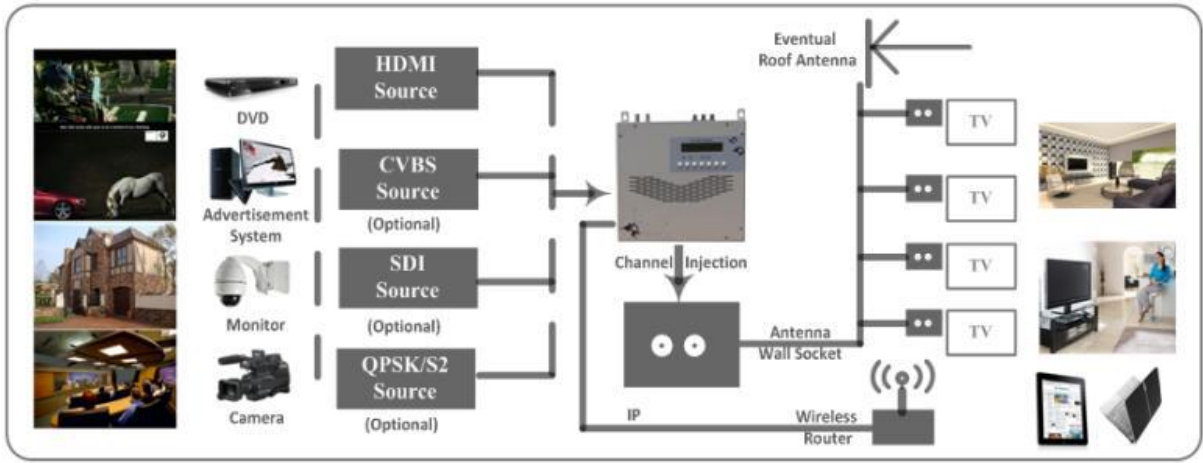 DVD
Advertisement
System
Monitor
Camera
HDMI
Source
CVBS
Source
(Optional)
SDI
Source
(Optional)
QPSK/S2
Source
(Optional)
Channel Injection
IP
Eventual
Roof Antenna
Antenna
Wall Socket
Wireless
Router
TV
TV
TV
TV